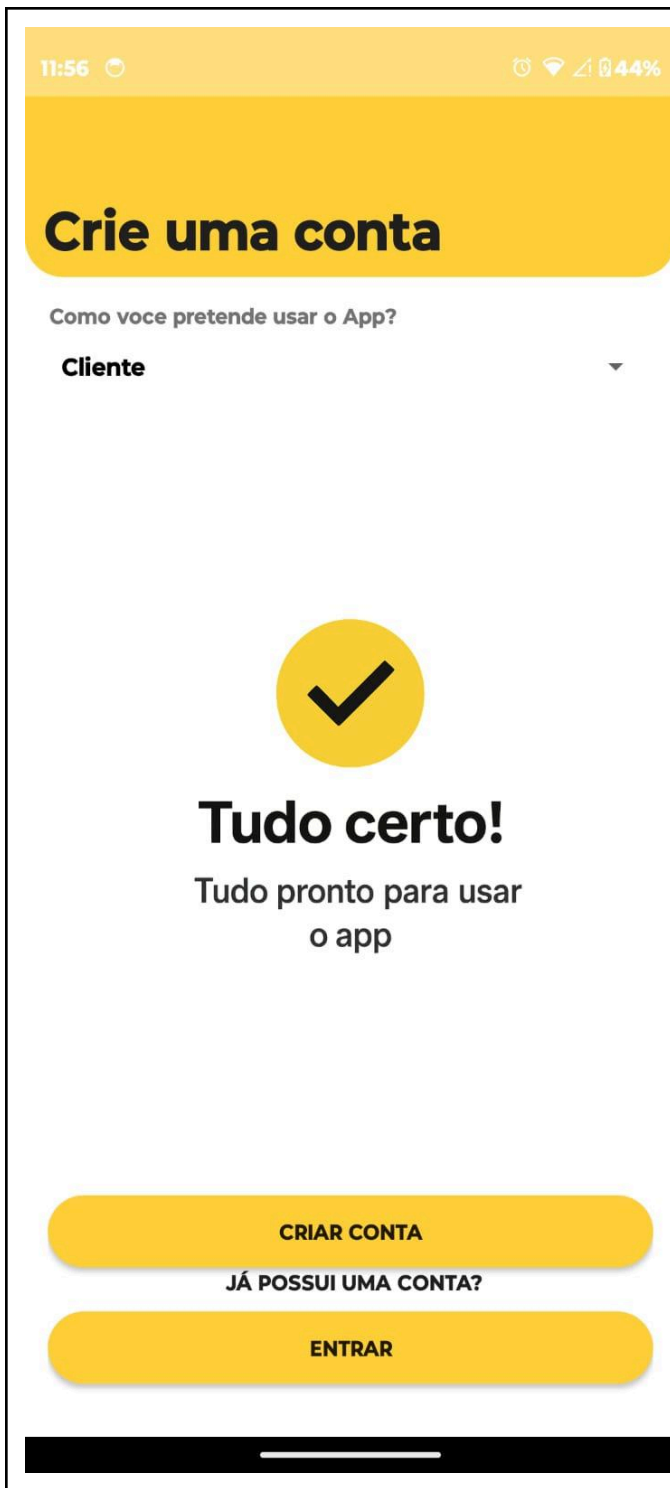 11:56 44%
Crie uma conta
Como voce pretende usar o App?
Cliente
Tudo certo!
Tudo pronto para usar
o app
CRIAR CONTA
JÁ POSSUI UMA CONTA?
ENTRAR